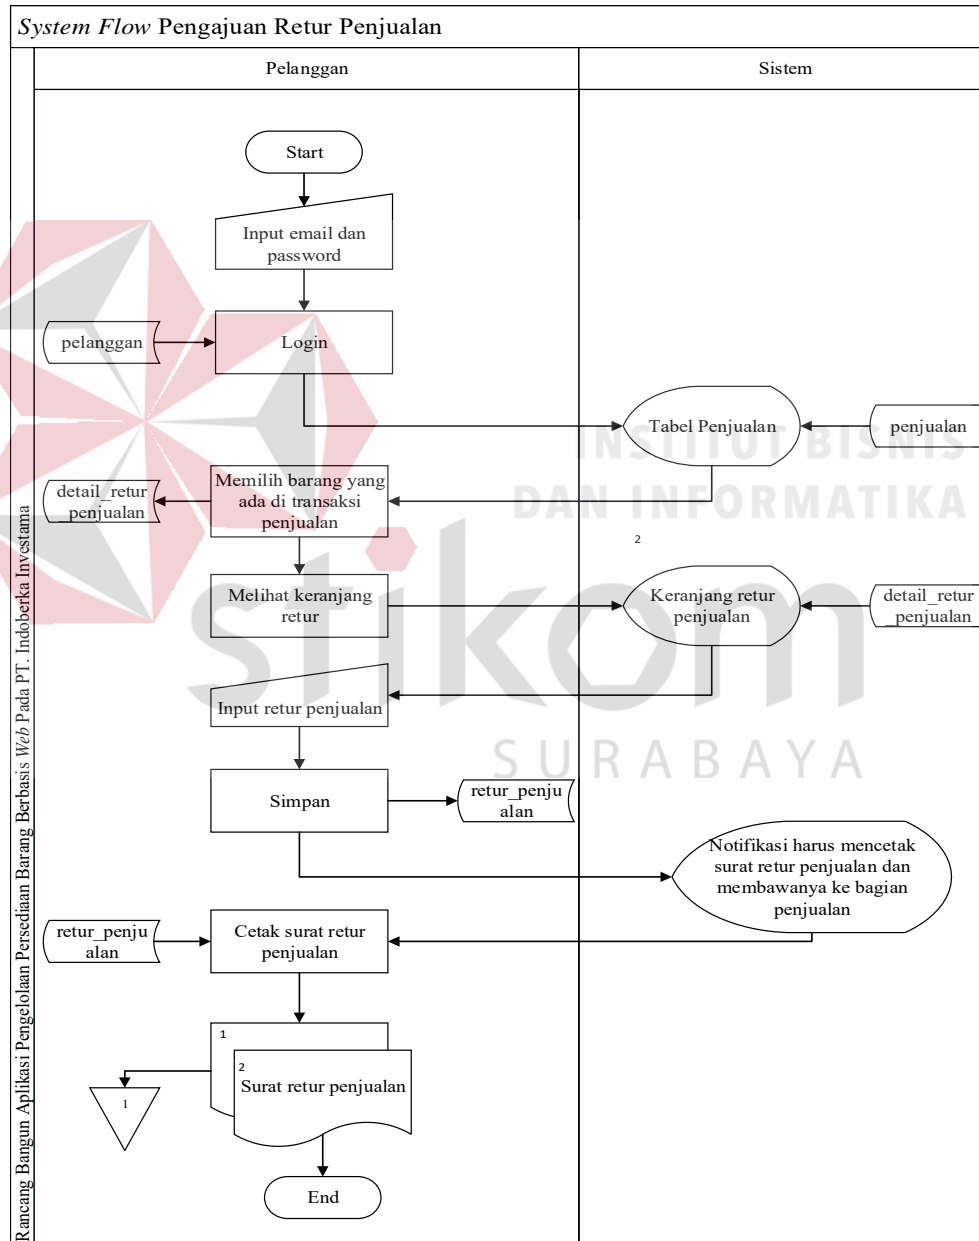 System Flow Pengajuan Retur Penjualan
Pelanggan
Sistem
Rancang Bangun Aplikasi Pengelolaan Persediaan Barang Berbasis Web Pada PT. Indoberka Investama
Start
Input email dan
password
pelanggan
Login
Tabel Penjualan
penjualan
INSTITUT BISNIS
DAN INFORMATIKA
detail_retur
_penjualan
Memilih barang yang
ada di transaksi
penjualan
2
Melihat keranjang
retur
Keranjang retur
penjualan
detail_retur
_penjualan
stikom
SURABAYA
Input retur penjualan
Simpan
retur_penju
alan
Notifikasi harus mencetak
surat retur penjualan dan
membawanya ke bagian
penjualan
retur_penju
alan
Cetak surat retur
penjualan
1
2
Surat retur penjualan
1
End